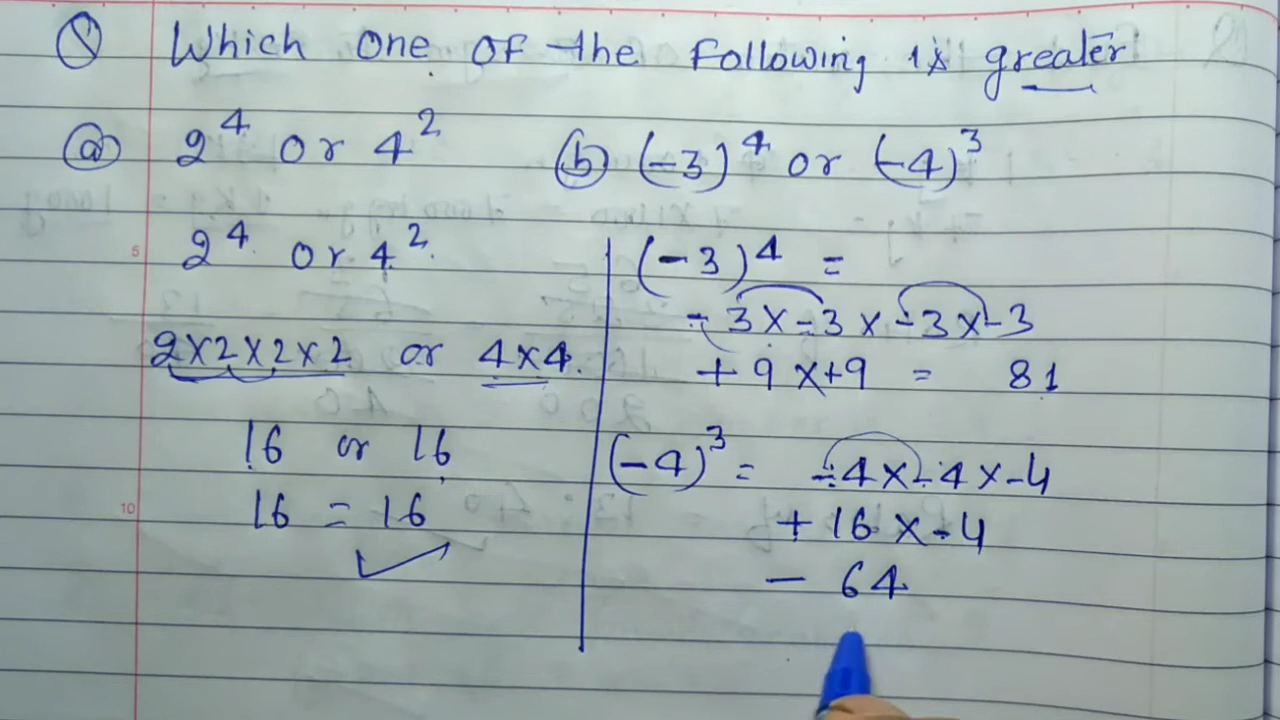 Q Which one of the Following is greater
(a) 2^4 or 4^2 (b) (-3)^4 or (-4)^3
2^4 or 4^2
2×2×2×2 or 4×4.
16 or 16
16 = 16
(-3)^4 =
-3×-3×-3×-3
+9×+9 = 81
(-4)^3 = -4×-4×-4
+16×-4
-64
5
10